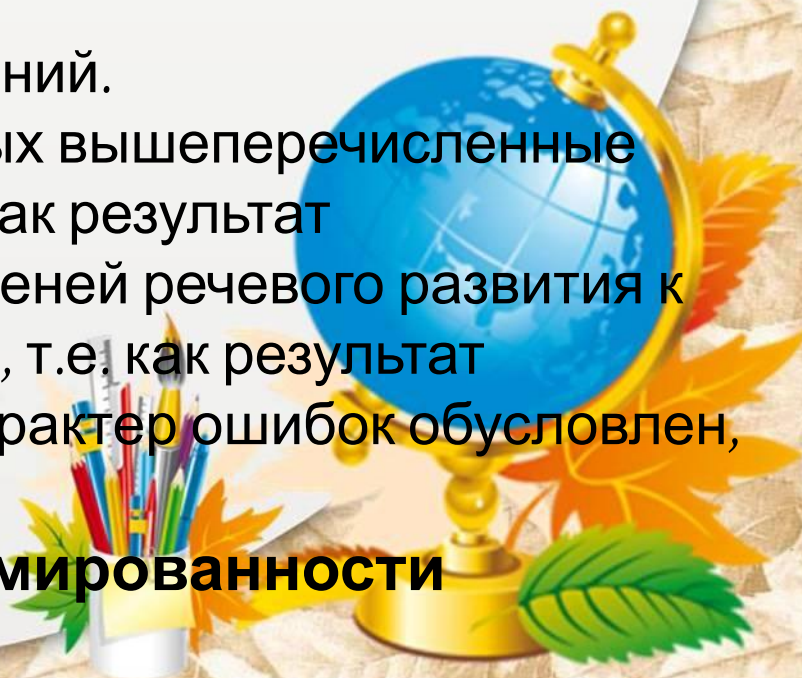 ний.
ых вышеперечисленные
ак результат
еней речевого развития к
, т.е. как результат
рактер ошибок обусловлен,
мированности